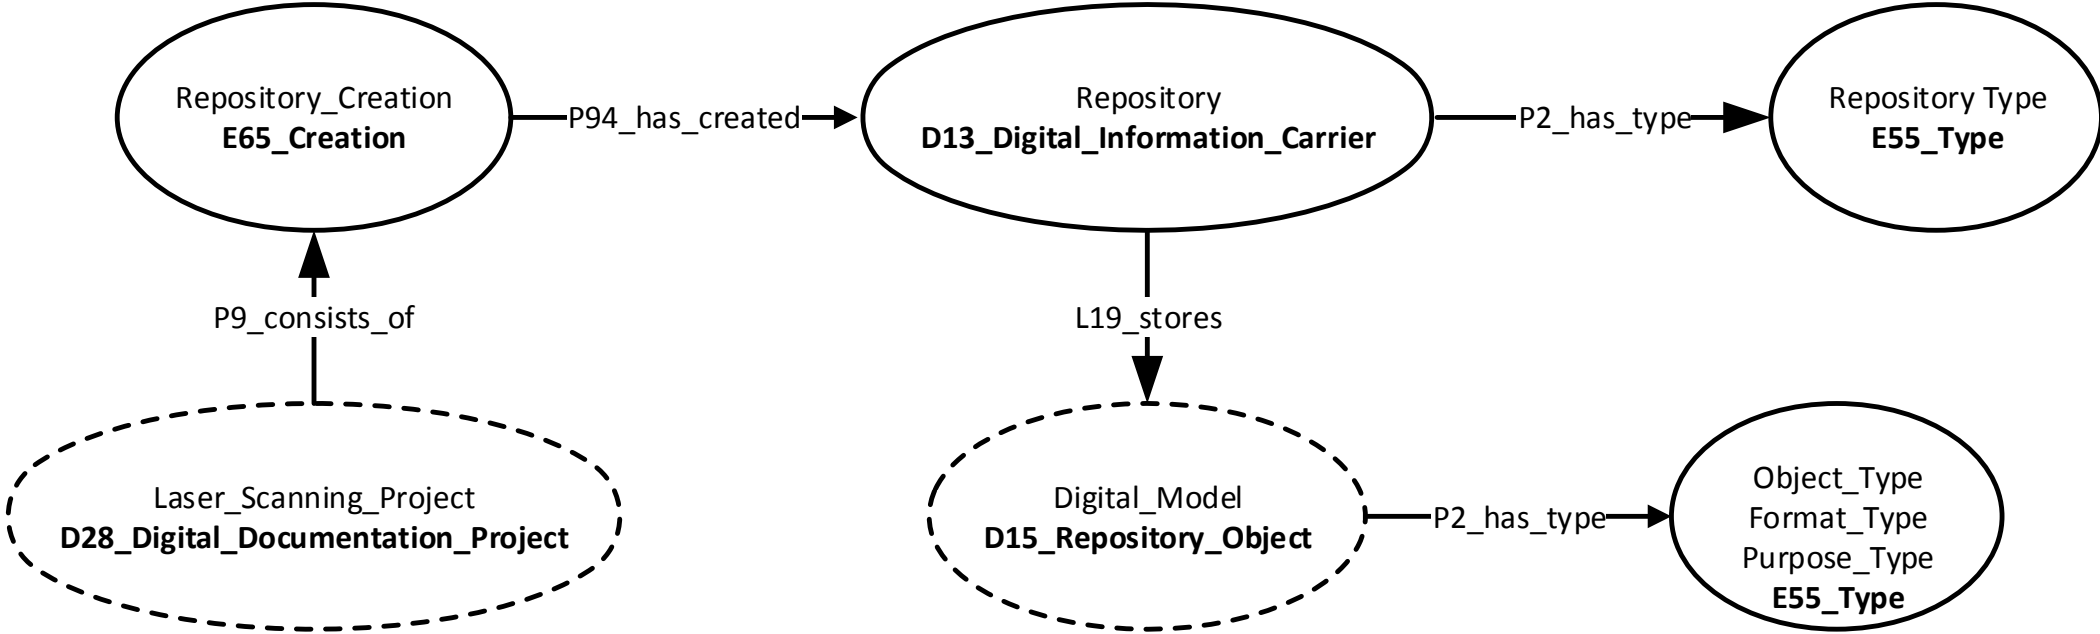 Repository_Creation
E65_Creation
P94_has_created
Repository
D13_Digital_Information_Carrier
P2_has_type
Repository Type
E55_Type
P9_consists_of
L19_stores
Laser_Scanning_Project
D28_Digital_Documentation_Project
Digital_Model
D15_Repository_Object
P2_has_type
Object_Type
Format_Type
Purpose_Type
E55_Type